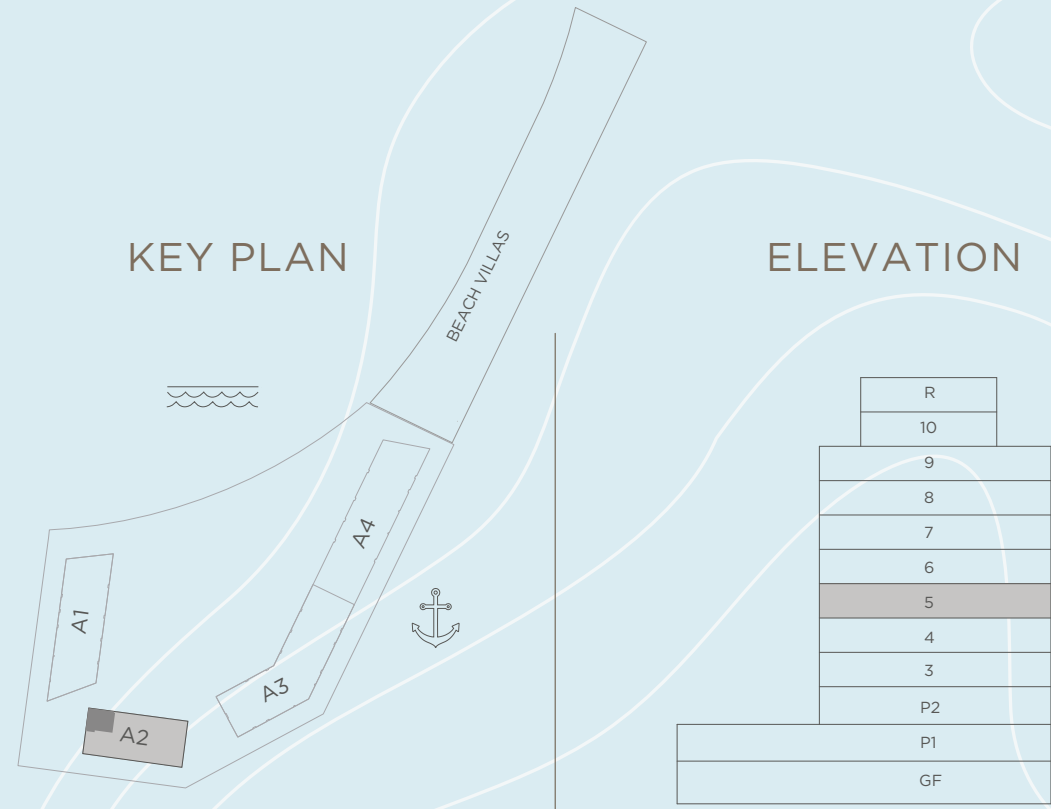 KEY PLAN
BEACH VILLAS
A4
A1
A3
A2
ELEVATION
R
10
9
8
7
6
5
4
3
P2
P1
GF